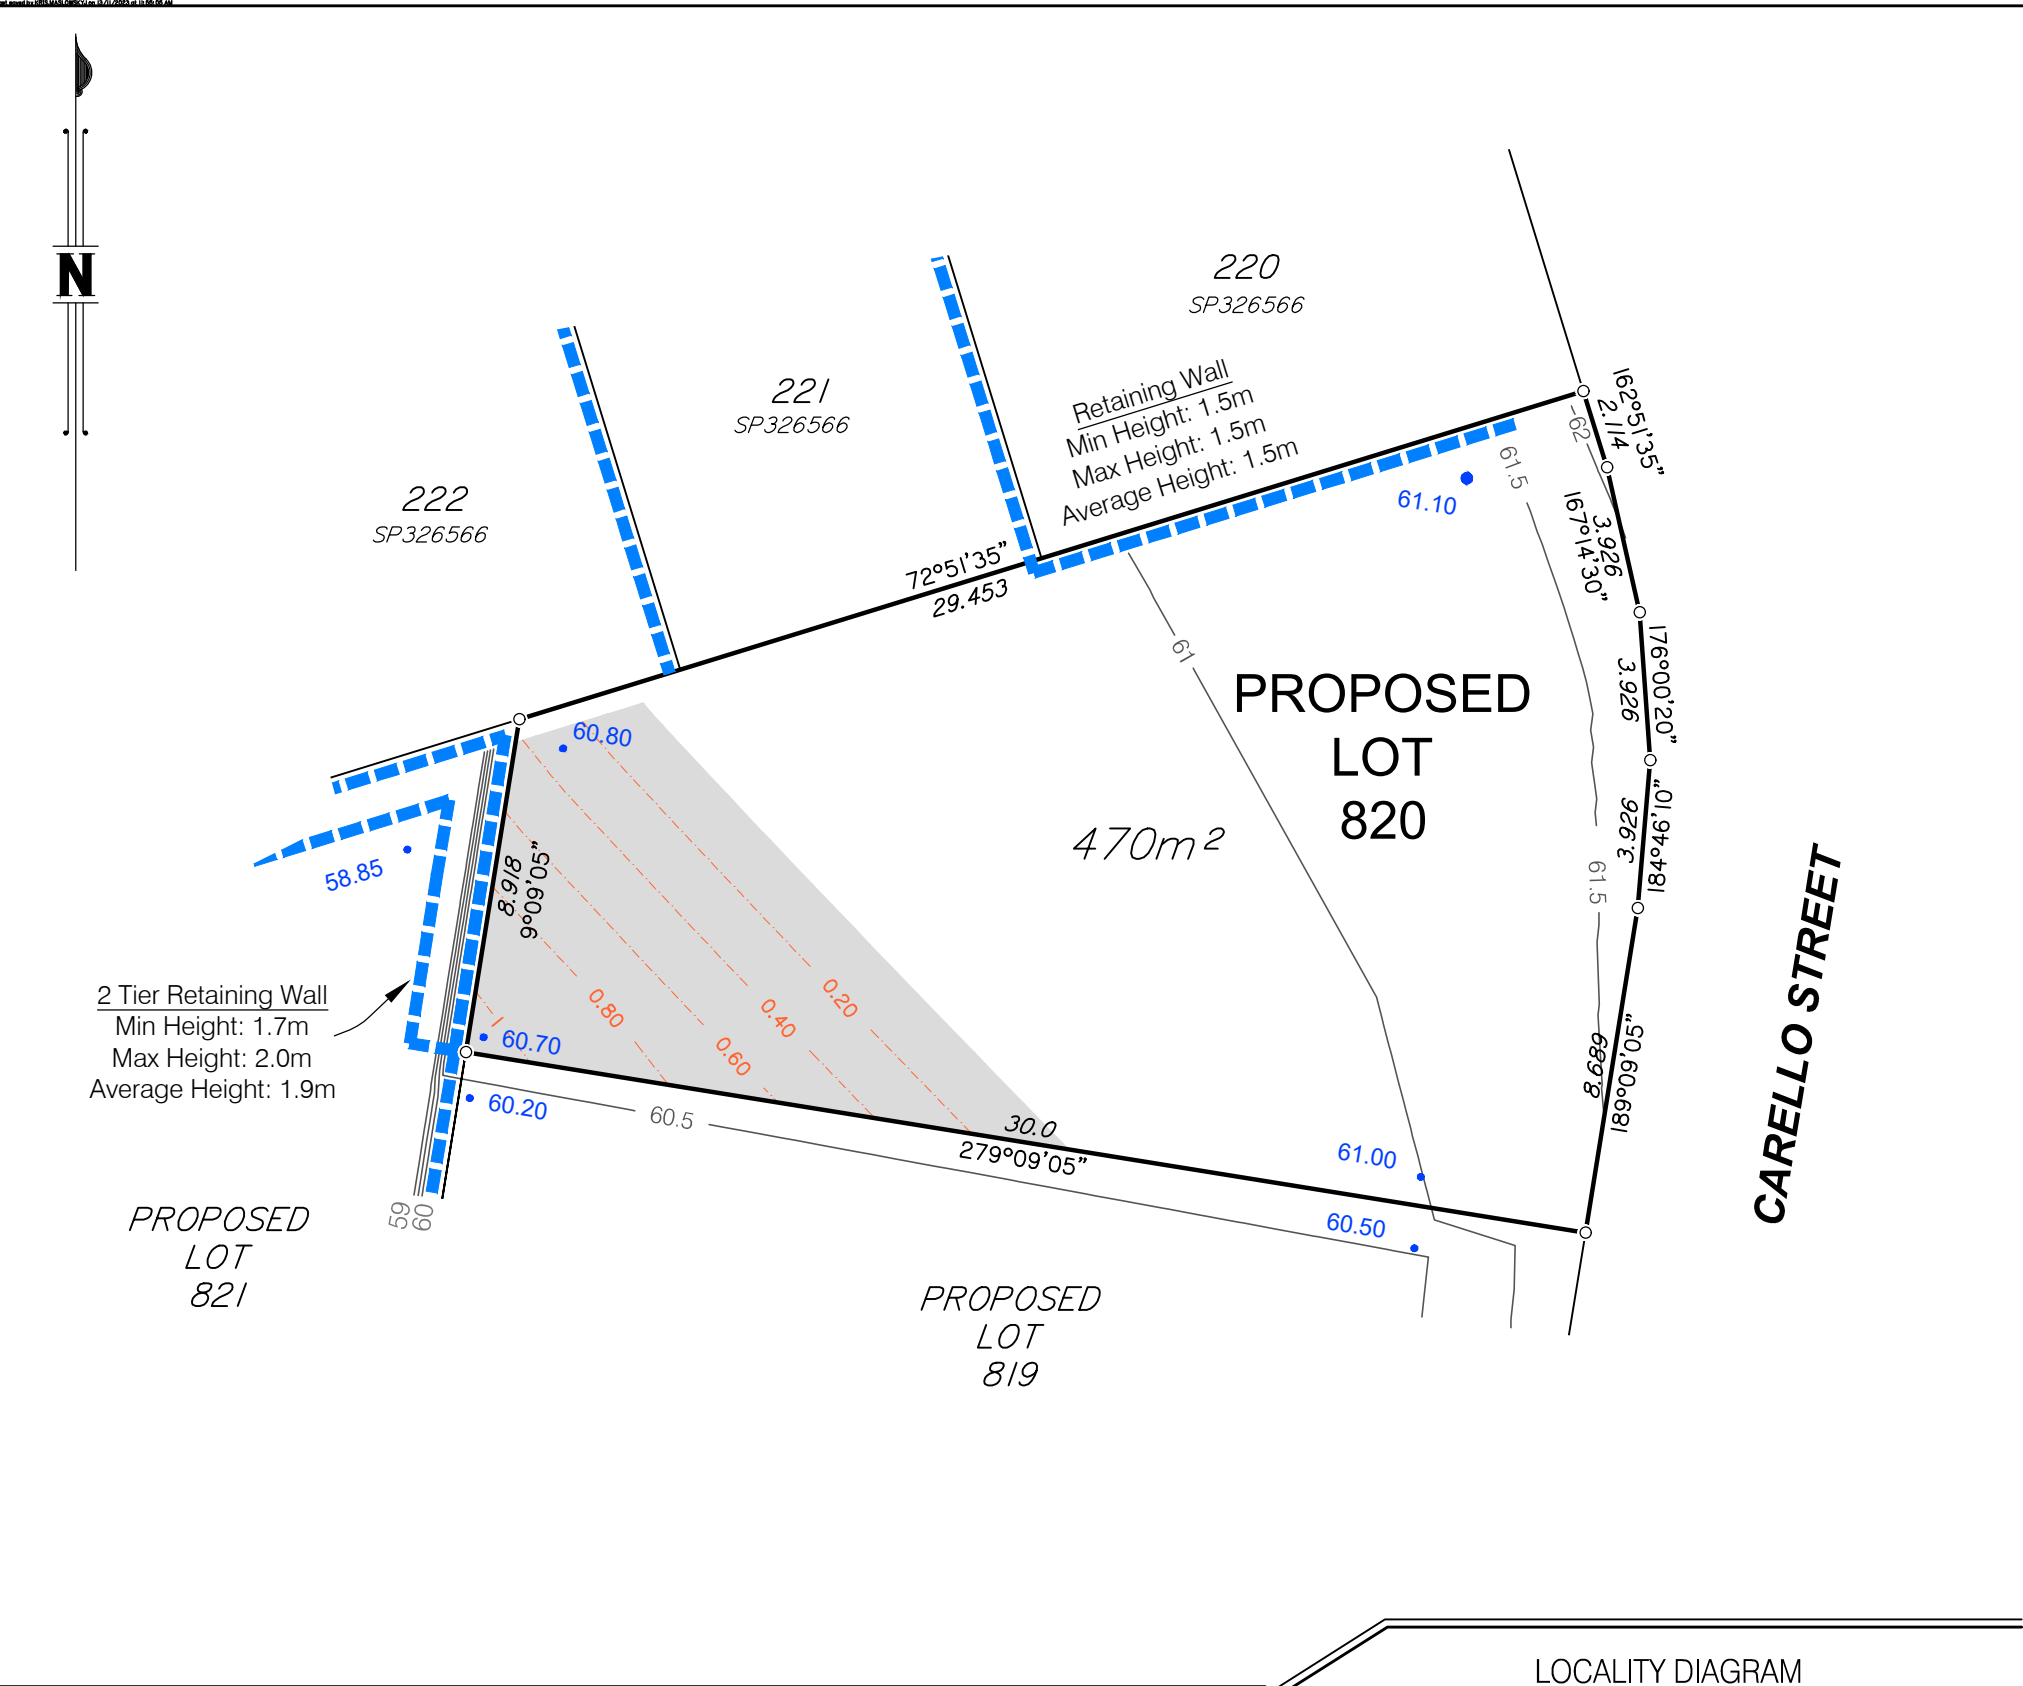 N
220
SP326566
221
SP326566
222
SP326566
Retaining Wall
Min Height: 1.5m
Max Height: 1.5m
Average Height: 1.5m
162°51'35"
2.114
-62
61.5
61.10
3.926
167°14'30"
72°51'35"
29.453
61
176°00'20"
3.926
PROPOSED
LOT
820
60.80
470m²
3.926
184°46'10"
61.5
58.85
8.918
9°09'05"
CARELLO STREET
2 Tier Retaining Wall
Min Height: 1.7m
Max Height: 2.0m
Average Height: 1.9m
0.80
0.60
0.40
0.20
1
60.70
60.20
60.5
30.0
279°09'05"
8.689
189°09'05"
61.00
60.50
59
60
PROPOSED
LOT
821
PROPOSED
LOT
819
LOCALITY DIAGRAM